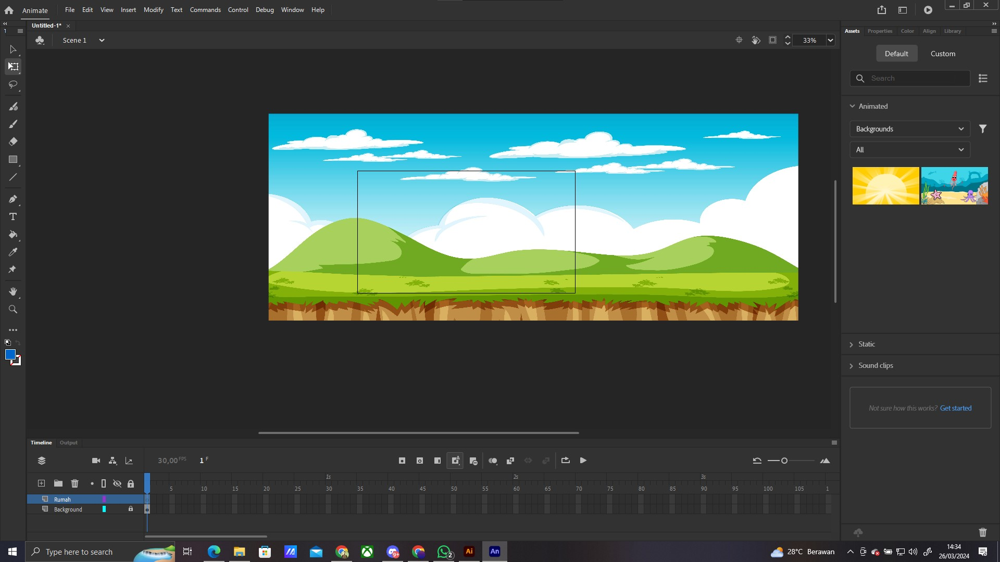 Animate File Edit View Insert Modify Text Commands Control Debug Window Help
Untitled-1*
Scene 1 33%
Assets Properties Color Align Library
Default Custom
Search
Animated
Backgrounds
All
Static
Sound clips
Not sure how this works? Get started
Timeline Output
30,00 FPS 1 F
1s 2s 3s
5 10 15 20 25 30 35 40 45 50 55 60 65 70 75 80 85 90 95 100 105 1
Rumah
Background
Type here to search
9+
2
Ai
An
28°C Berawan
14:34
26/03/2024